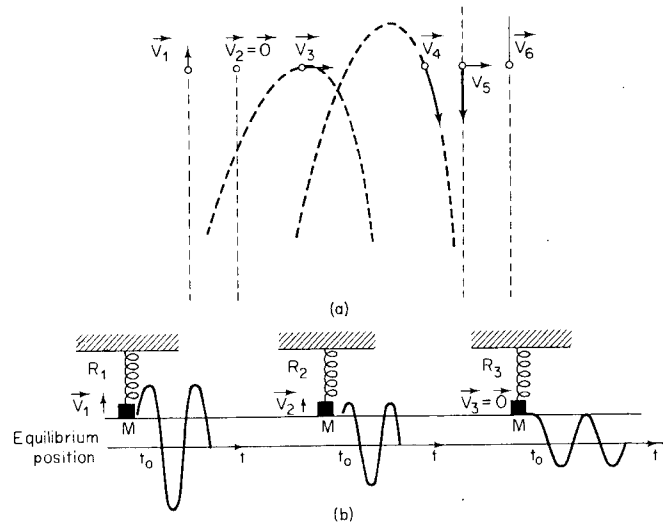 V₁ V₂=0 V₃ V₄ V₅ V₆
(a)
R₁ R₂ R₃
V₁ V₂ V₃=0
M M M
Equilibrium
position
t₀ t t₀ t t₀ t
(b)